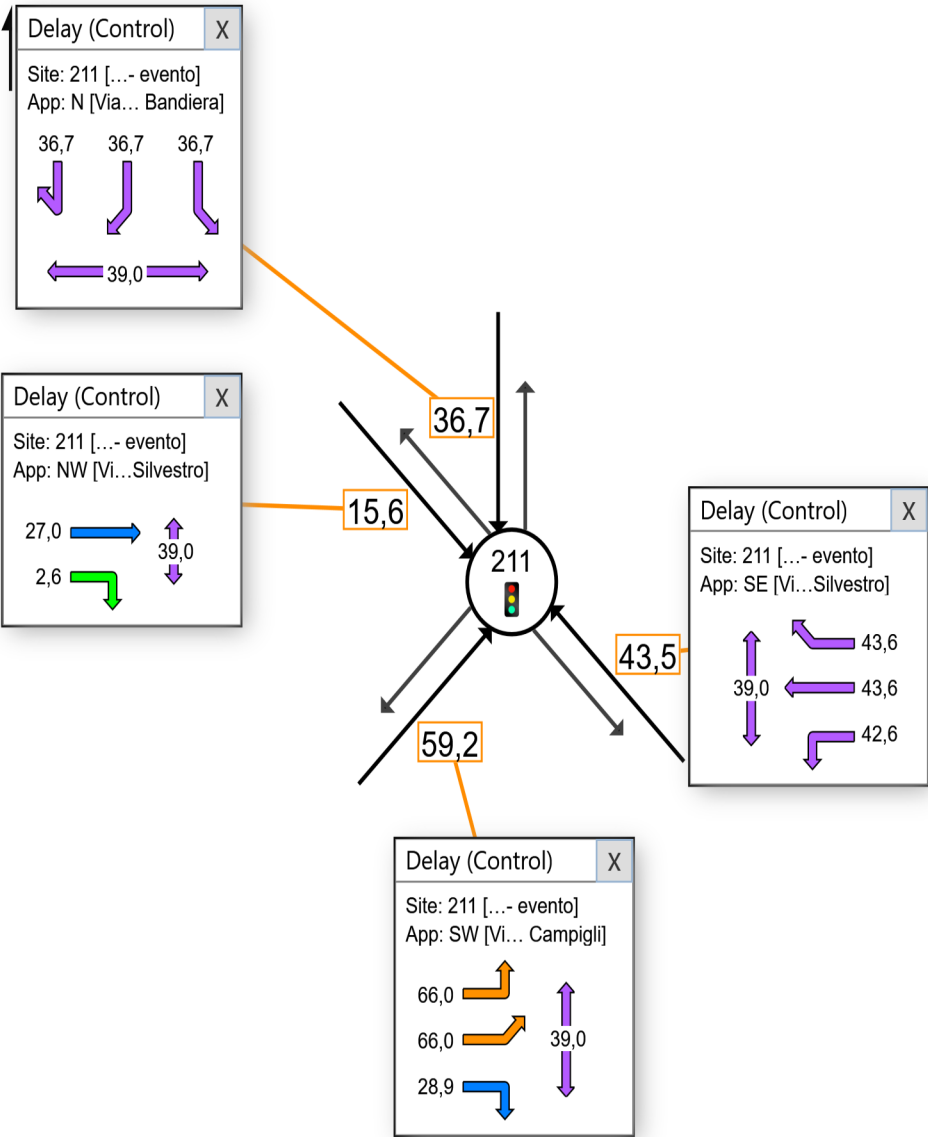 Delay (Control)
X
Site: 211 [...- evento]
App: N [Via... Bandiera]
36,7 36,7 36,7
39,0
Delay (Control)
X
Site: 211 [...- evento]
App: NW [Vi...Silvestro]
27,0
39,0
2,6
36,7
15,6
211
43,5
59,2
Delay (Control)
X
Site: 211 [...- evento]
App: SE [Vi...Silvestro]
43,6
39,0
43,6
42,6
Delay (Control)
X
Site: 211 [...- evento]
App: SW [Vi... Campigli]
66,0
66,0
39,0
28,9